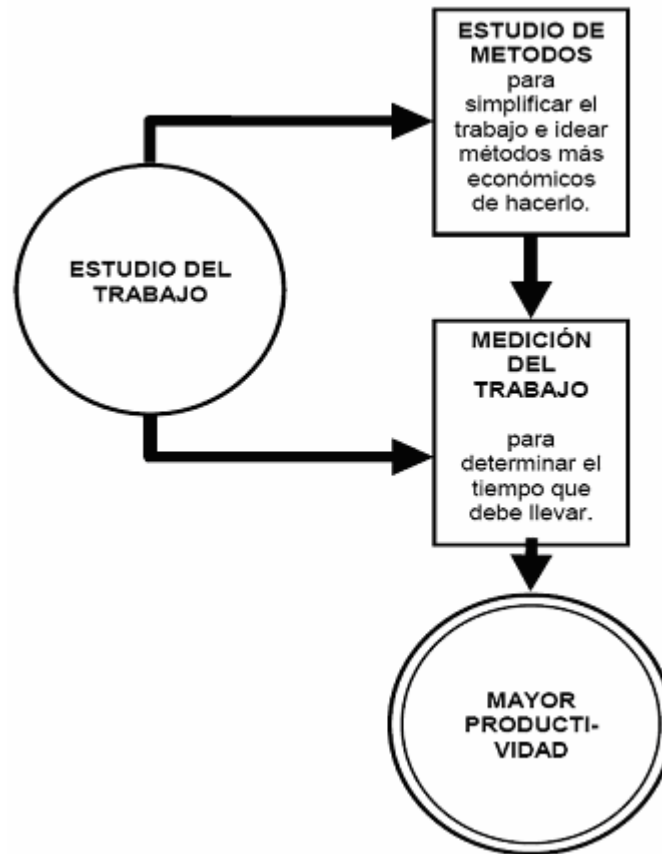 ESTUDIO DE
METODOS
para
simplificar el
trabajo e idear
métodos más
económicos
de hacerlo.
ESTUDIO DEL
TRABAJO
MEDICIÓN
DEL
TRABAJO
para
determinar el
tiempo que
debe llevar.
MAYOR
PRODUCTI-
VIDAD